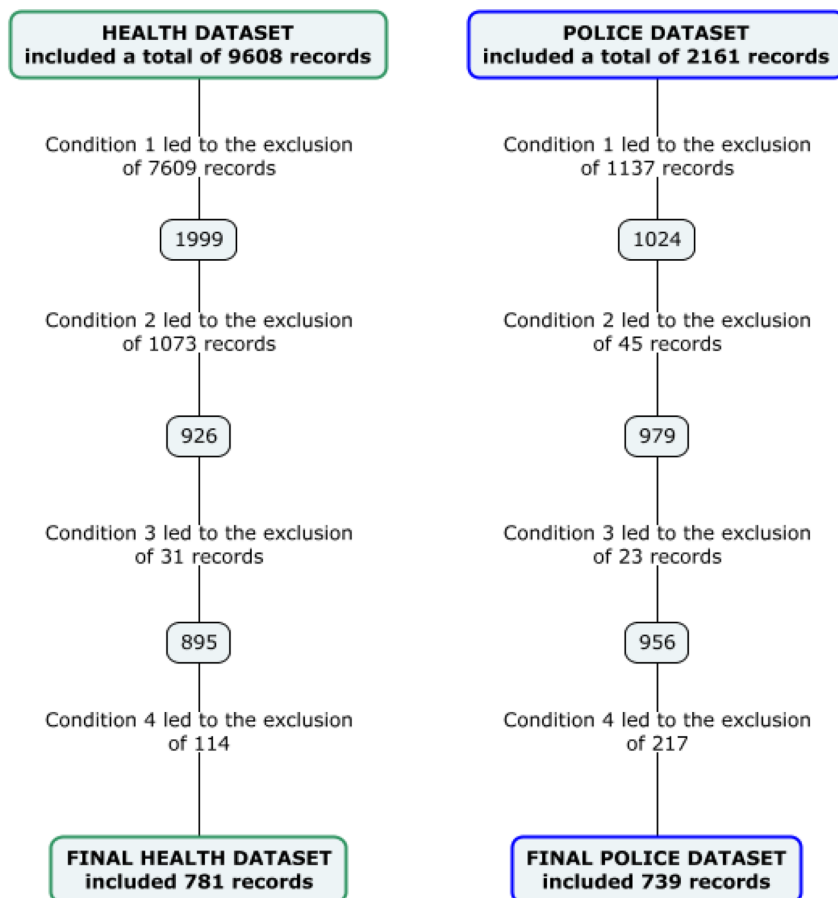 HEALTH DATASET
included a total of 9608 records
Condition 1 led to the exclusion
of 7609 records
1999
Condition 2 led to the exclusion
of 1073 records
926
Condition 3 led to the exclusion
of 31 records
895
Condition 4 led to the exclusion
of 114
FINAL HEALTH DATASET
included 781 records
POLICE DATASET
included a total of 2161 records
Condition 1 led to the exclusion
of 1137 records
1024
Condition 2 led to the exclusion
of 45 records
979
Condition 3 led to the exclusion
of 23 records
956
Condition 4 led to the exclusion
of 217
FINAL POLICE DATASET
included 739 records